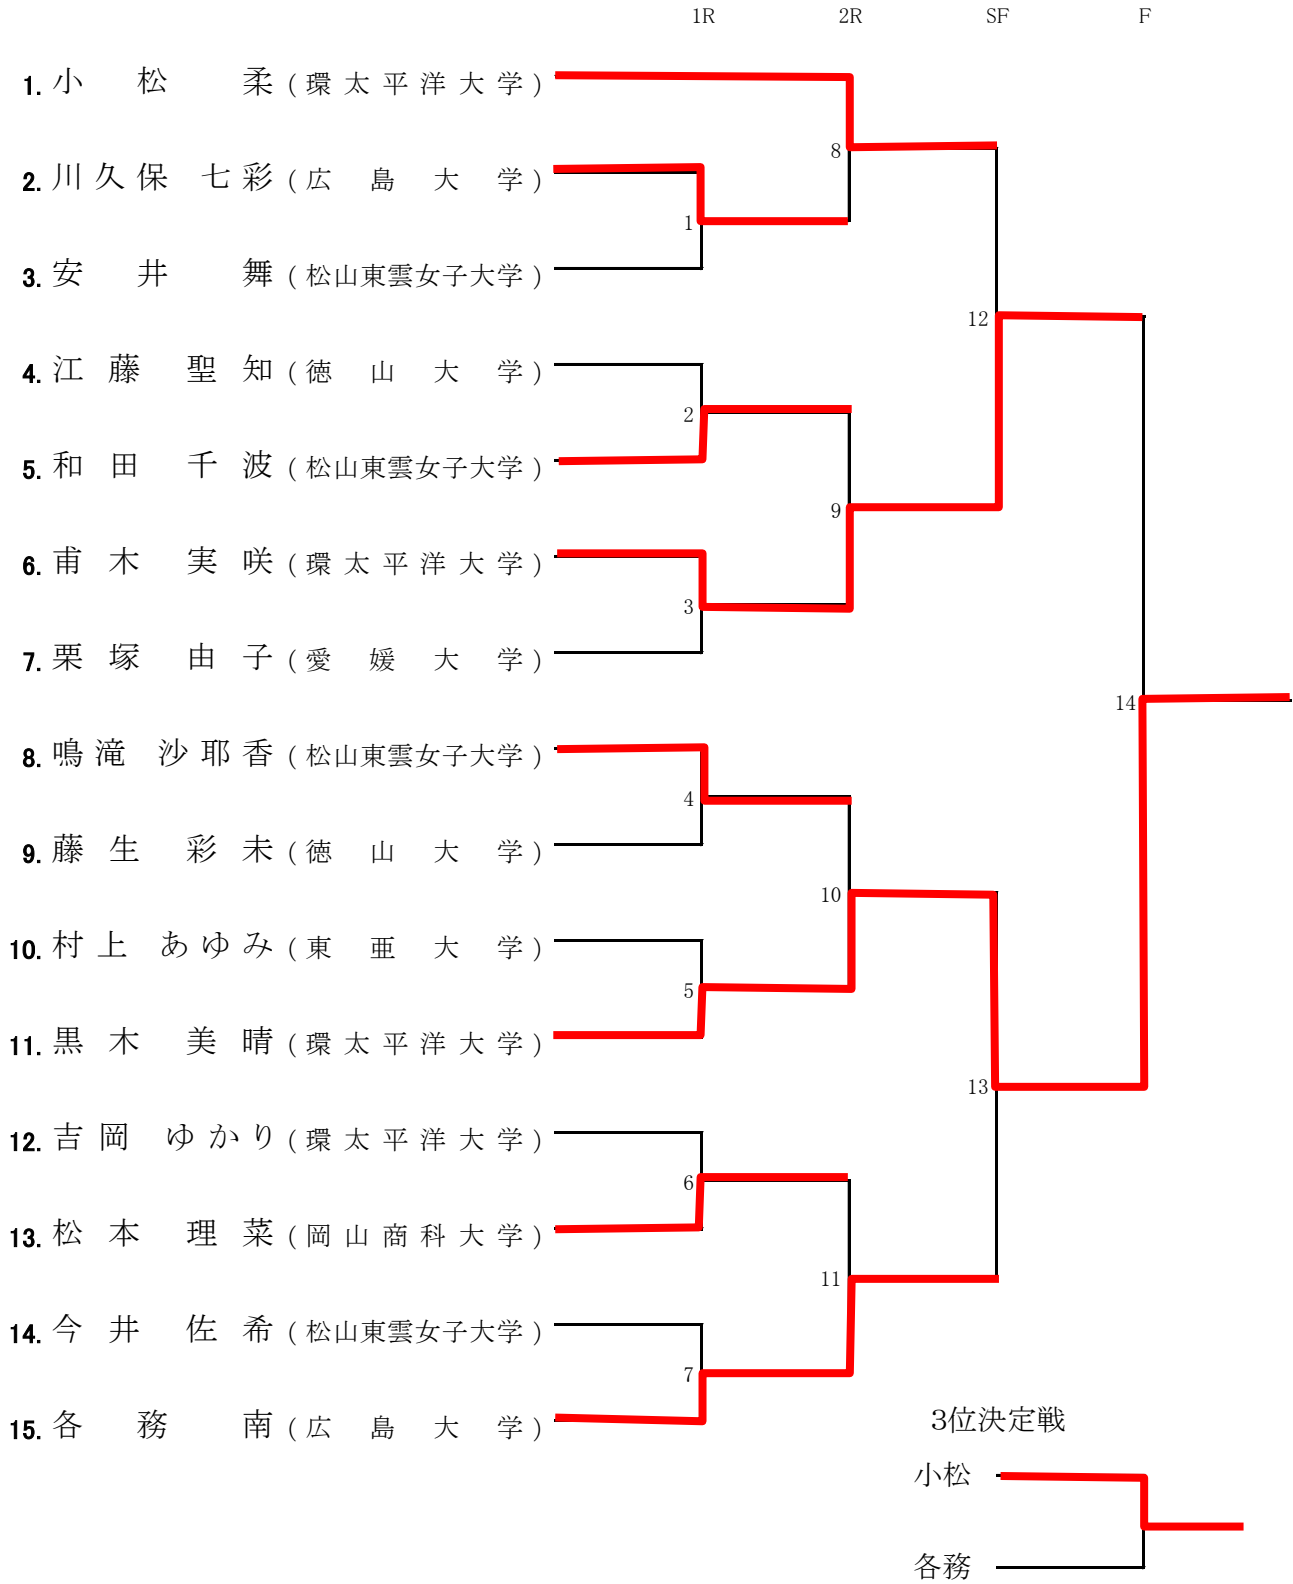 1R 2R SF F
1. 小松 柔 (環太平洋大学)
8
2. 川久保 七彩 (広島大学)
1
3. 安井 舞 (松山東雲女子大学)
12
4. 江藤 聖知 (徳山大学)
2
5. 和田 千波 (松山東雲女子大学)
9
6. 甫木 実咲 (環太平洋大学)
3
7. 栗塚 由子 (愛媛大学)
14
8. 鳴滝 沙耶香 (松山東雲女子大学)
4
9. 藤生 彩未 (徳山大学)
10
10. 村上 あゆみ (東亜大学)
5
11. 黒木 美晴 (環太平洋大学)
13
12. 吉岡 ゆかり (環太平洋大学)
6
13. 松本 理菜 (岡山商科大学)
11
14. 今井 佐希 (松山東雲女子大学)
7
15. 各務 南 (広島大学)
3位決定戦
小松
各務